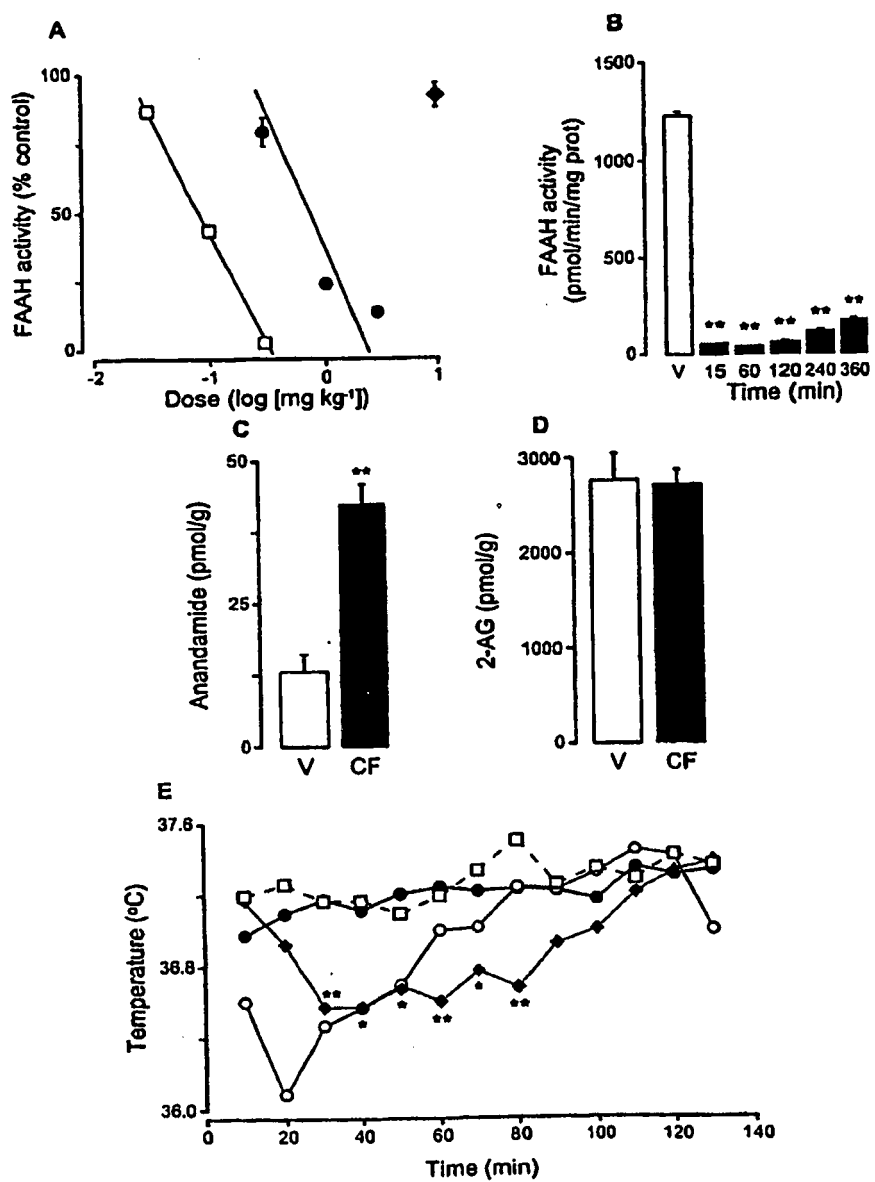 A
FAAH activity (% control)
100
50
0
-2
-1
0
1
Dose (log [mg kg-1])
B
FAAH activity
(pmol/min/mg prot)
1500
1000
500
0
**
**
**
**
**
V
15
60
120
240
360
Time (min)
C
Anandamide (pmol/g)
50
25
0
**
V
CF
D
2-AG (pmol/g)
3000
2000
1000
0
V
CF
E
Temperature (ºC)
37.6
36.8
36.0
**
*
*
**
*
**
0
20
40
60
80
100
120
140
Time (min)